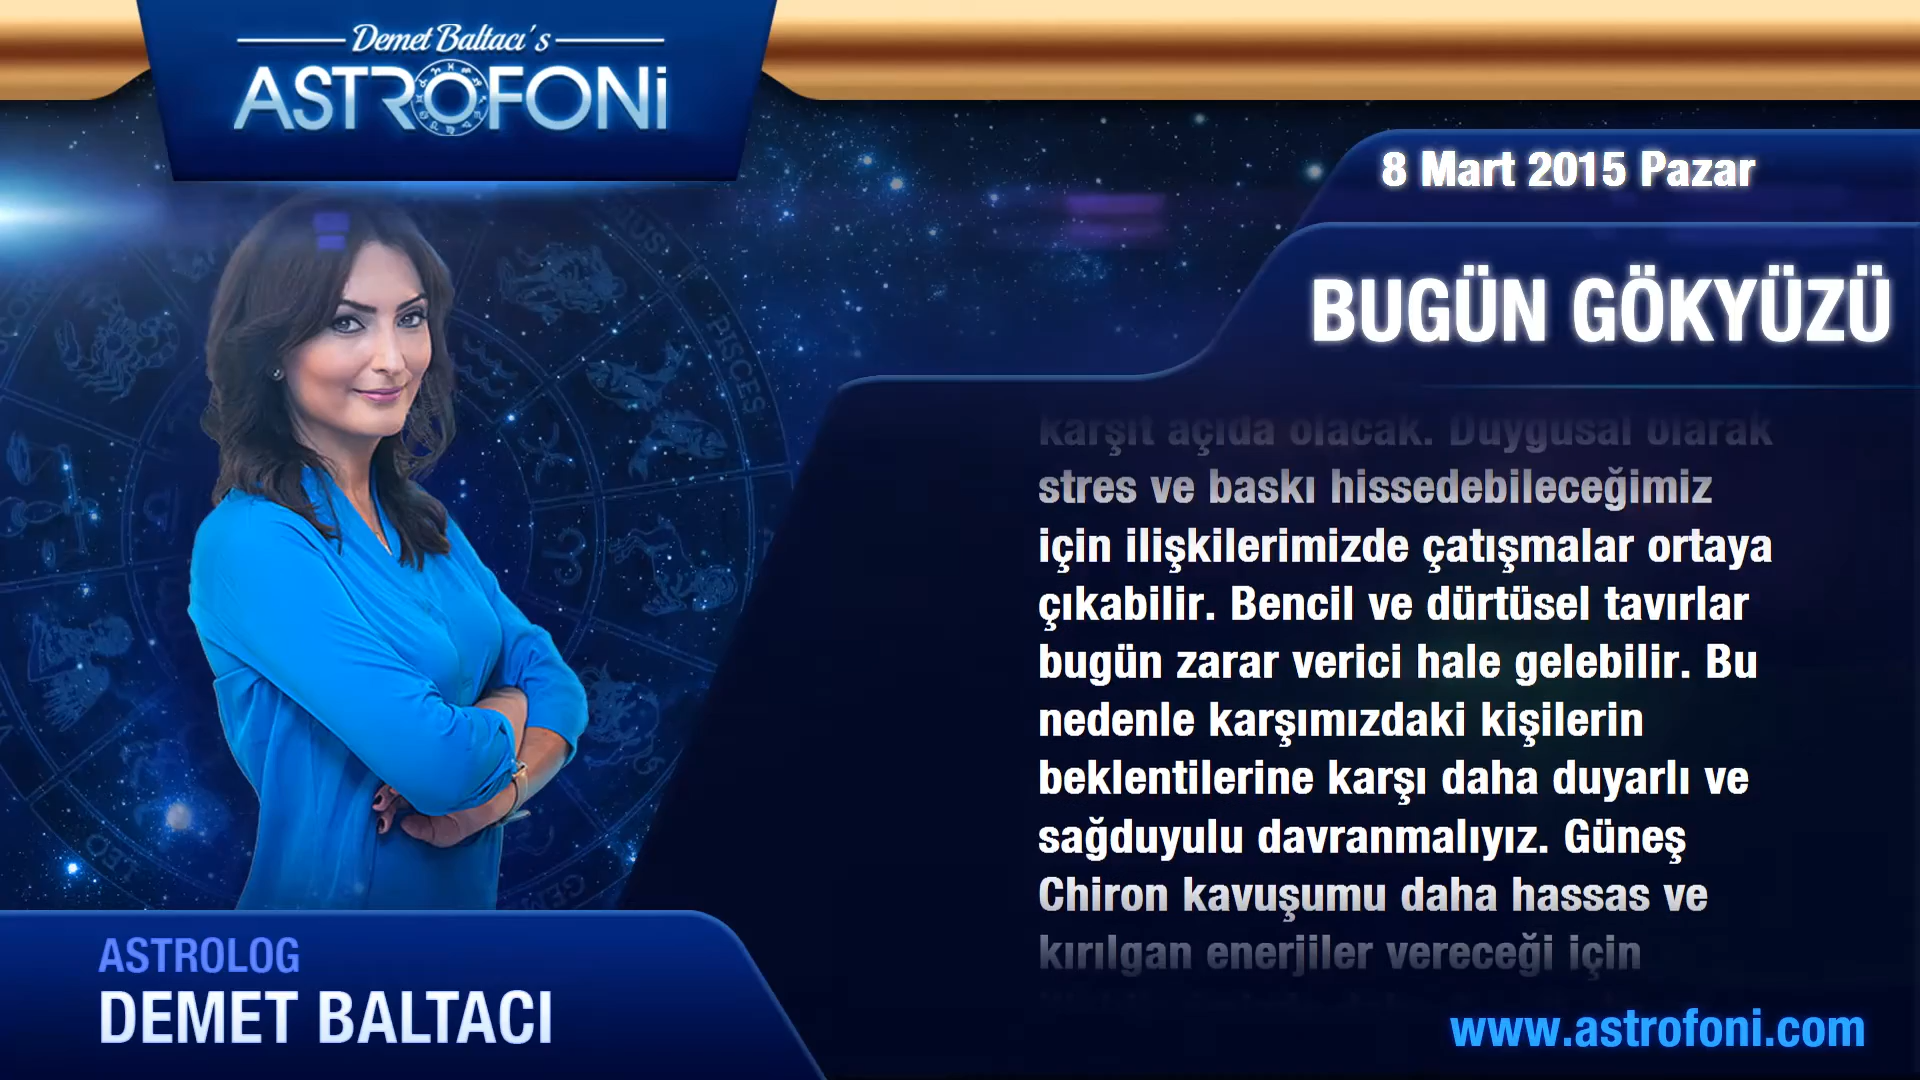 Demet Baltacı's
ASTROFONi
8 Mart 2015 Pazar
BUGÜN GÖKYÜZÜ
karşıt açıda olacak. Duygusal olarak
stres ve baskı hissedebileceğimiz
için ilişkilerimizde çatışmalar ortaya
çıkabilir. Bencil ve dürtüsel tavırlar
bugün zarar verici hale gelebilir. Bu
nedenle karşımızdaki kişilerin
beklentilerine karşı daha duyarlı ve
sağduyulu davranmalıyız. Güneş
Chiron kavuşumu daha hassas ve
kırılgan enerjiler vereceği için
PISCES
LEO
ASTROLOG
DEMET BALTACI
www.astrofoni.com